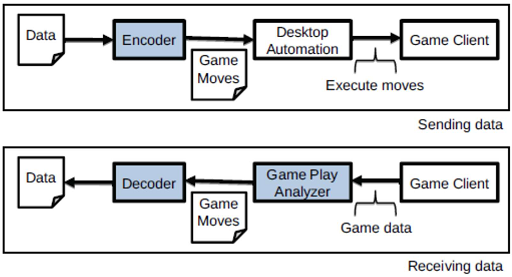 Data
Encoder
Game
Moves
Desktop
Automation
Execute moves
Game Client
Sending data
Data
Decoder
Game
Moves
Game Play
Analyzer
Game data
Game Client
Receiving data